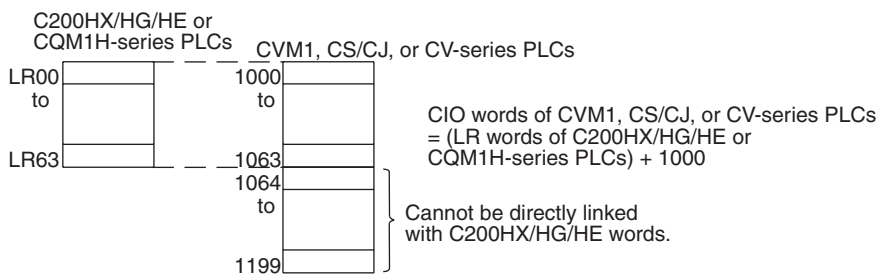 C200HX/HG/HE or
CQM1H-series PLCs
CVM1, CS/CJ, or CV-series PLCs
LR00
to
LR63
1000
to
1063
1064
to
1199
CIO words of CVM1, CS/CJ, or CV-series PLCs
= (LR words of C200HX/HG/HE or
CQM1H-series PLCs) + 1000
Cannot be directly linked
with C200HX/HG/HE words.